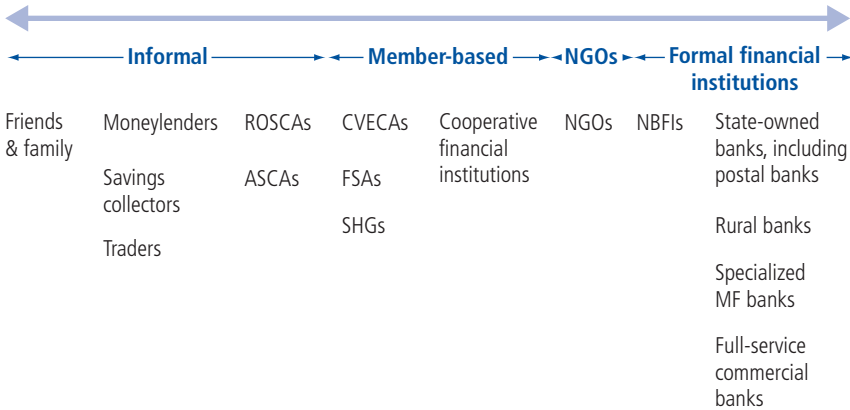 Informal
Member-based
NGOs
Formal financial
institutions
Friends
& family
Moneylenders
Savings
collectors
Traders
ROSCAs
ASCAs
CVECAs
FSAs
SHGs
Cooperative
financial
institutions
NGOs
NBFIs
State-owned
banks, including
postal banks
Rural banks
Specialized
MF banks
Full-service
commercial
banks